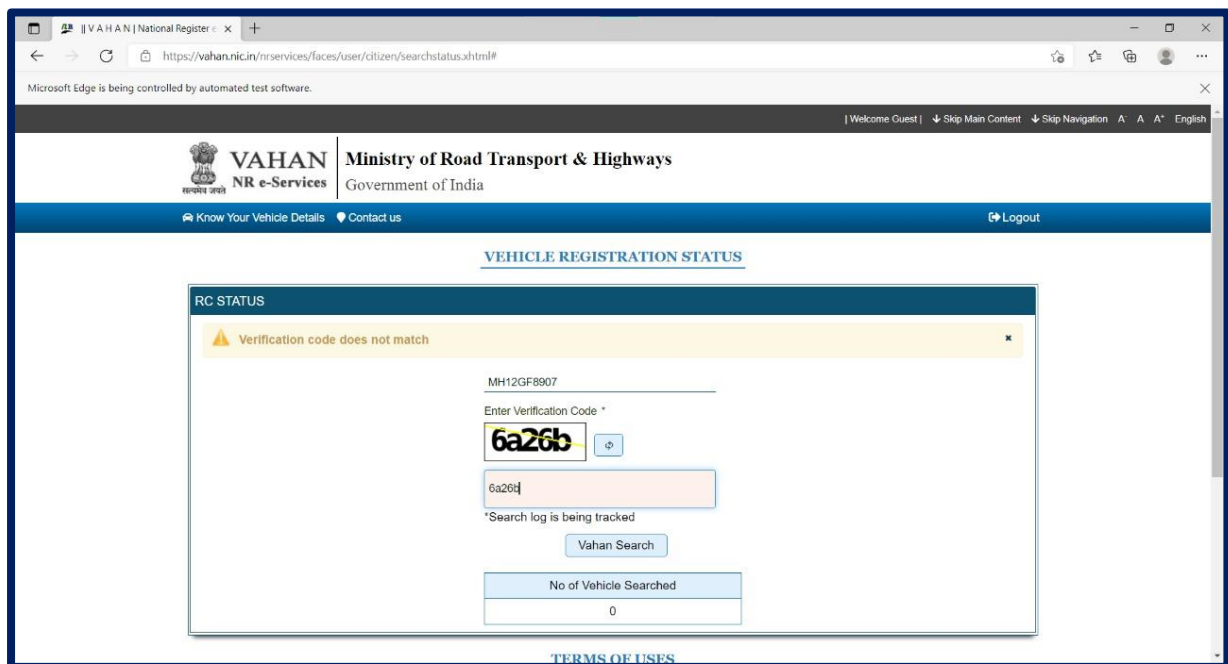 || V A H A N | National Register e
https://vahan.nic.in/nrservices/faces/user/citizen/searchstatus.xhtml#
Microsoft Edge is being controlled by automated test software.
| Welcome Guest | Skip Main Content Skip Navigation A- A A+ English
सत्यमेव जयते
VAHAN
NR e-Services
Ministry of Road Transport & Highways
Government of India
Know Your Vehicle Details Contact us Logout
VEHICLE REGISTRATION STATUS
RC STATUS
Verification code does not match
MH12GF8907
Enter Verification Code *
6a26b
6a26b
*Search log is being tracked
Vahan Search
No of Vehicle Searched
0
TERMS OF USES